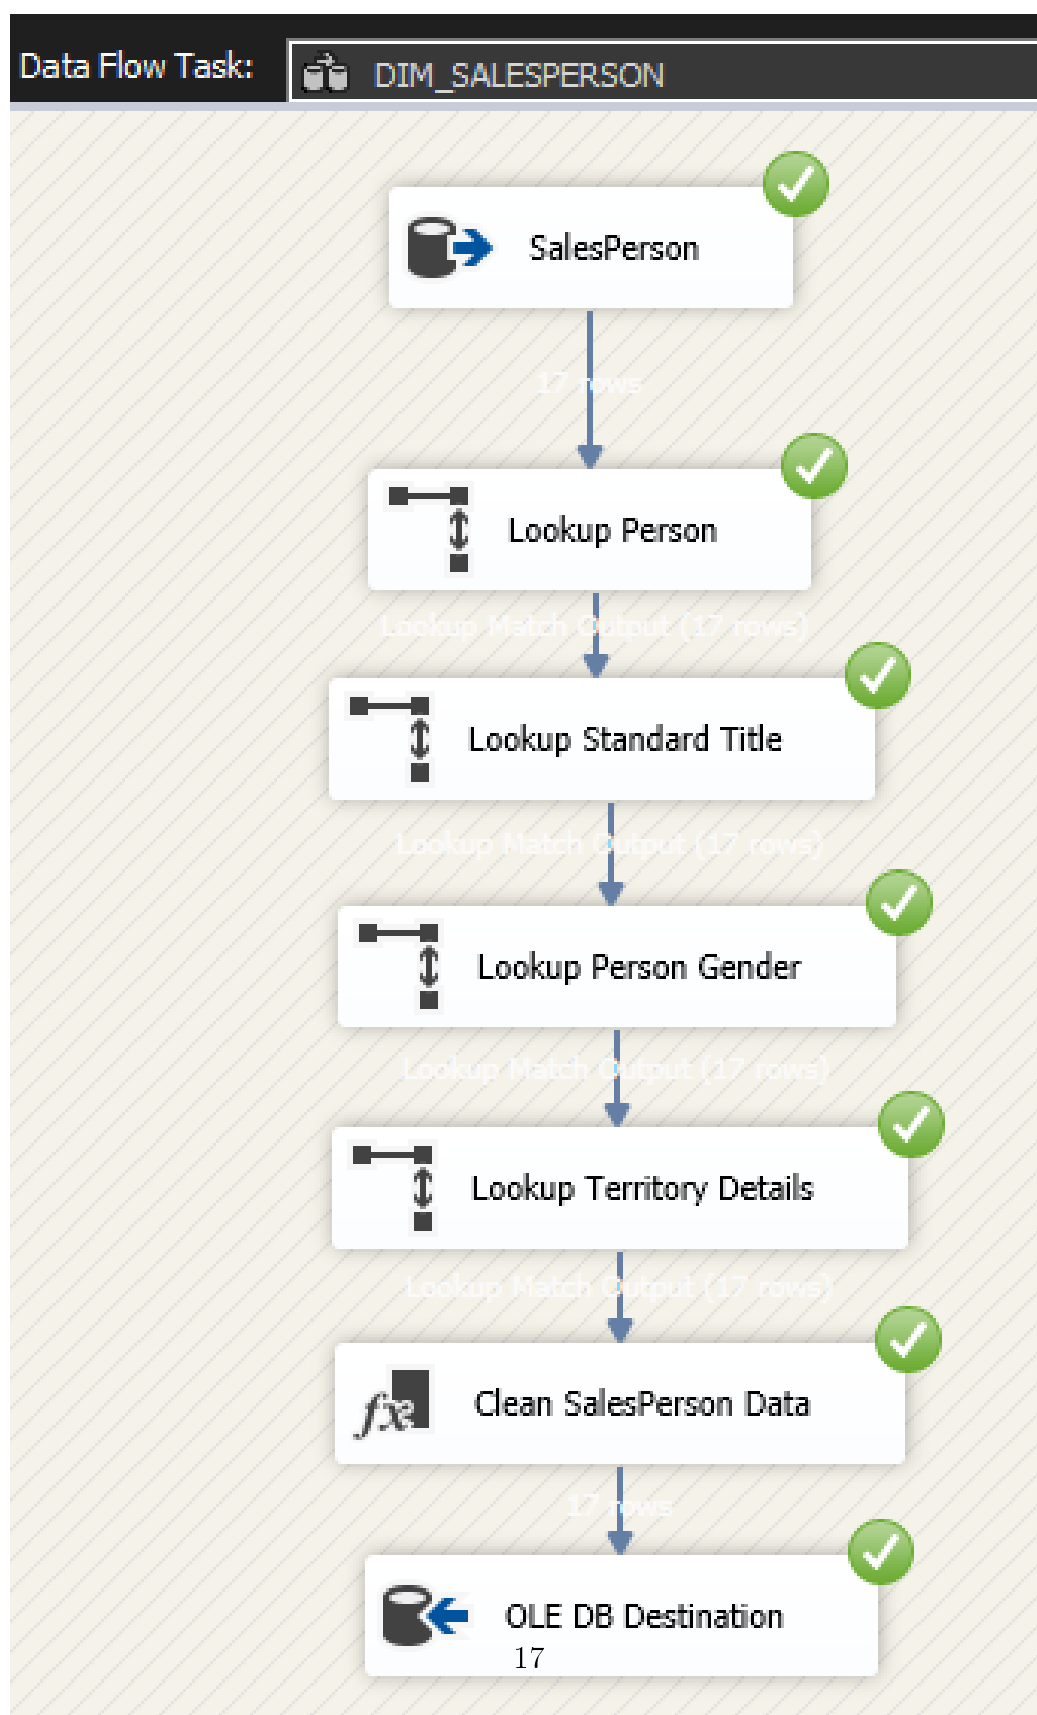 Data Flow Task:
DIM_SALESPERSON
SalesPerson
17 rows
Lookup Person
Lookup Match Output (17 rows)
Lookup Standard Title
Lookup Match Output (17 rows)
Lookup Person Gender
Lookup Match Output (17 rows)
Lookup Territory Details
Lookup Match Output (17 rows)
Clean SalesPerson Data
17 rows
OLE DB Destination
17